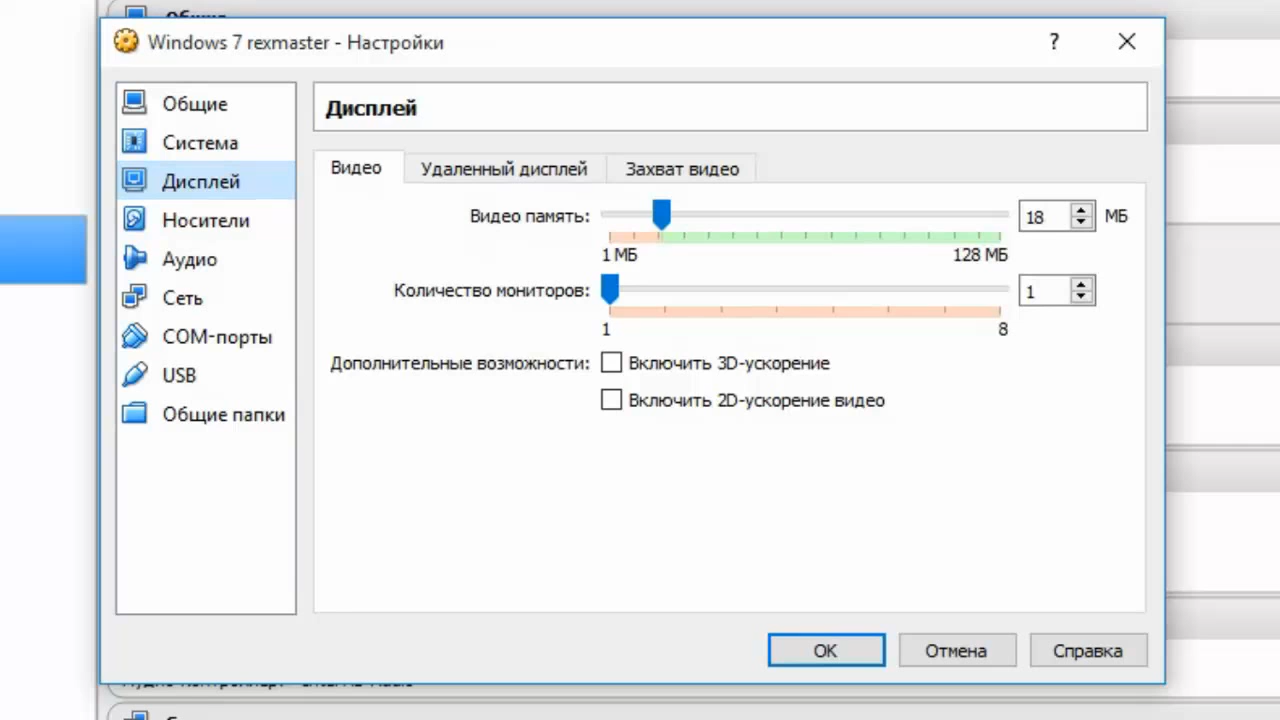 Windows 7 rexmaster - Настройки
?
Общие
Система
Дисплей
Носители
Аудио
Сеть
COM-порты
USB
Общие папки
Дисплей
Видео
Удаленный дисплей
Захват видео
Видео память:
18
МБ
1 МБ
128 МБ
Количество мониторов:
1
1
8
Дополнительные возможности:
Включить 3D-ускорение
Включить 2D-ускорение видео
OK
Отмена
Справка